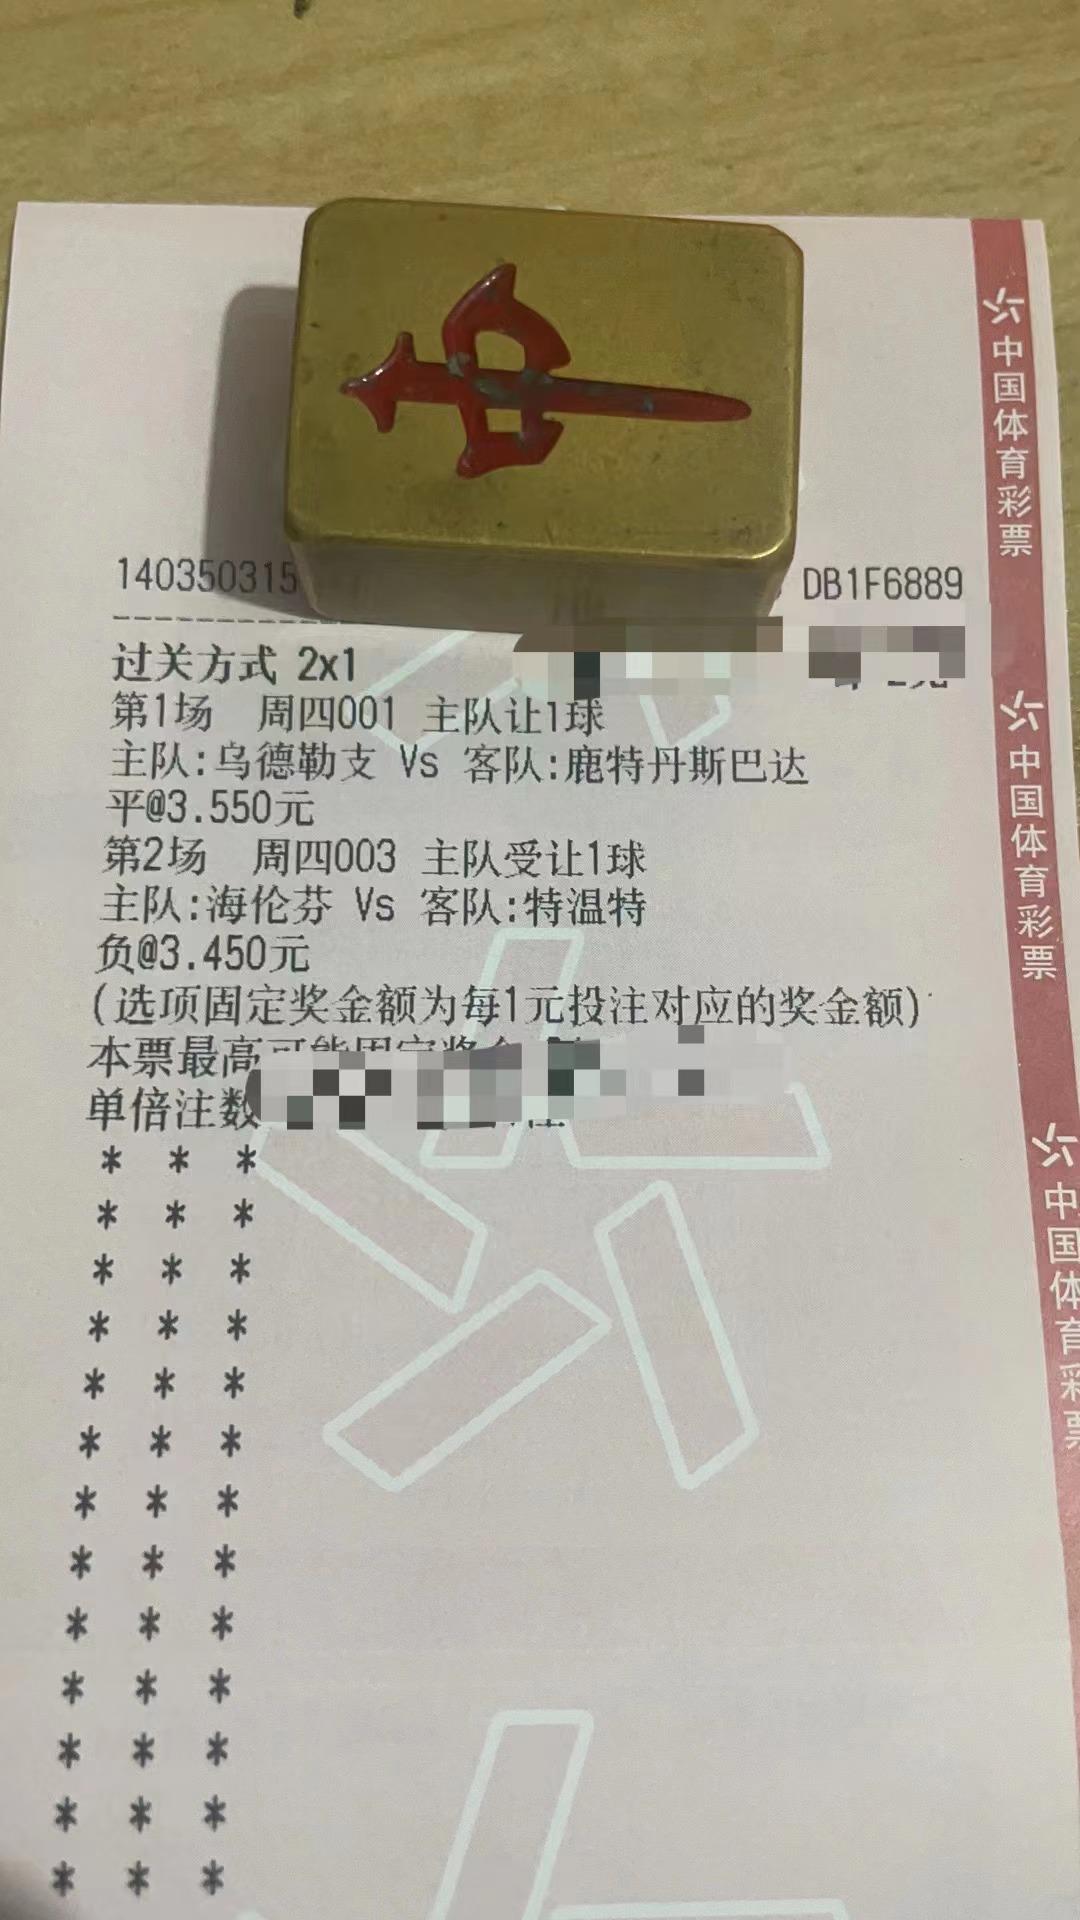 中
中国体育彩票
140350315
DB1F6889
过关方式 2x1
第1场 周四001 主队让1球
主队:乌德勒支 Vs 客队:鹿特丹斯巴达
平@3.550元
第2场 周四003 主队受让1球
主队:海伦芬 Vs 客队:特温特
负@3.450元
(选项固定奖金额为每1元投注对应的奖金额)
本票最高可能固定奖金
单倍注数
* * *
* * *
* * *
* * *
* * *
* * *
* * *
* * *
* * *
* * *
* * *
* * *
* * *
中国体育彩票
中国体育彩票